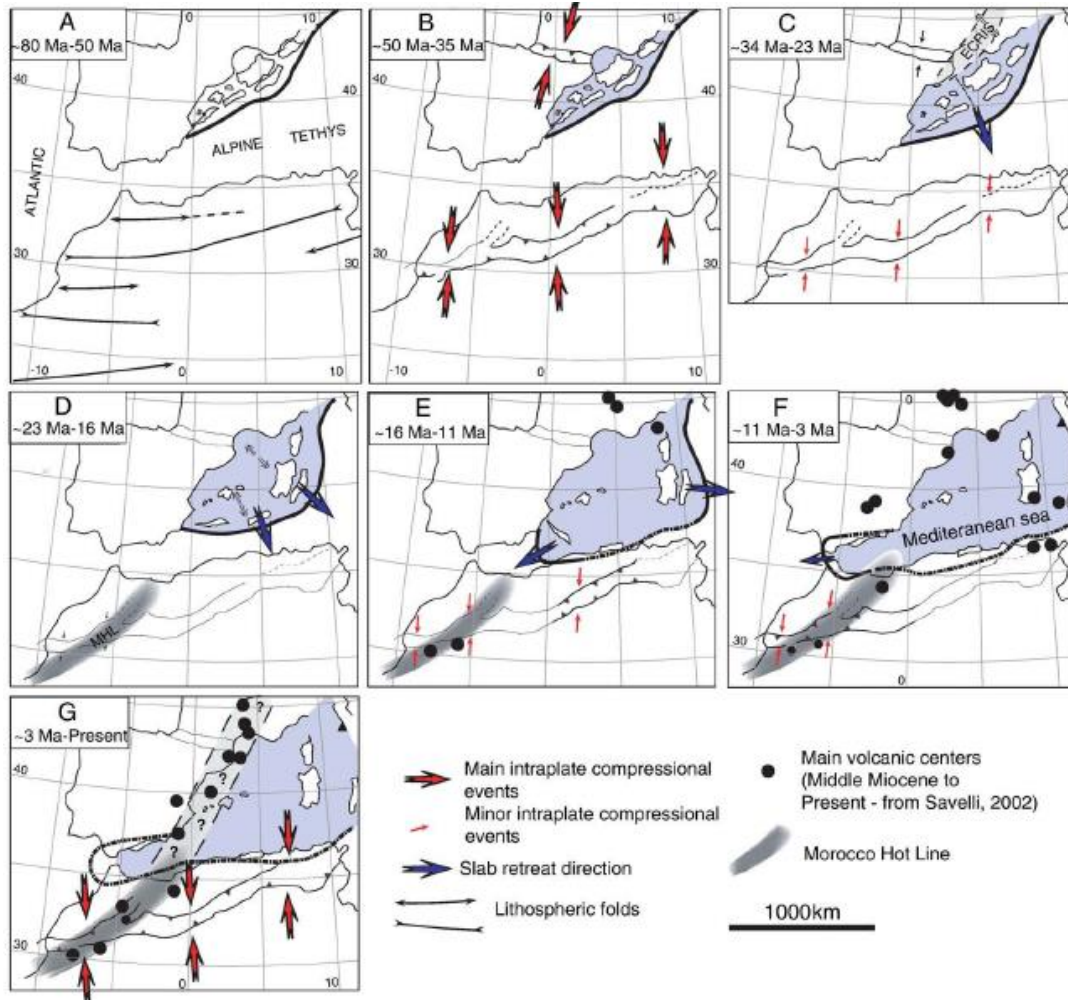 A
~80 Ma-50 Ma
0
10
40
40
ATLANTIC
ALPINE TETHYS
30
30
-10
0
10
B
~50 Ma-35 Ma
0
10
40
30
30
-10
0
10
C
~34 Ma-23 Ma
ECRIS
D
~23 Ma-16 Ma
MHL
E
~16 Ma-11 Ma
F
~11 Ma-3 Ma
0
40
Mediteranean sea
30
0
G
~3 Ma-Present
?
40
?
?
?
30
0
10
Main intraplate compressional
events
Minor intraplate compressional
events
Slab retreat direction
Lithospheric folds
Main volcanic centers
(Middle Miocene to
Present - from Savelli, 2002)
Morocco Hot Line
1000km